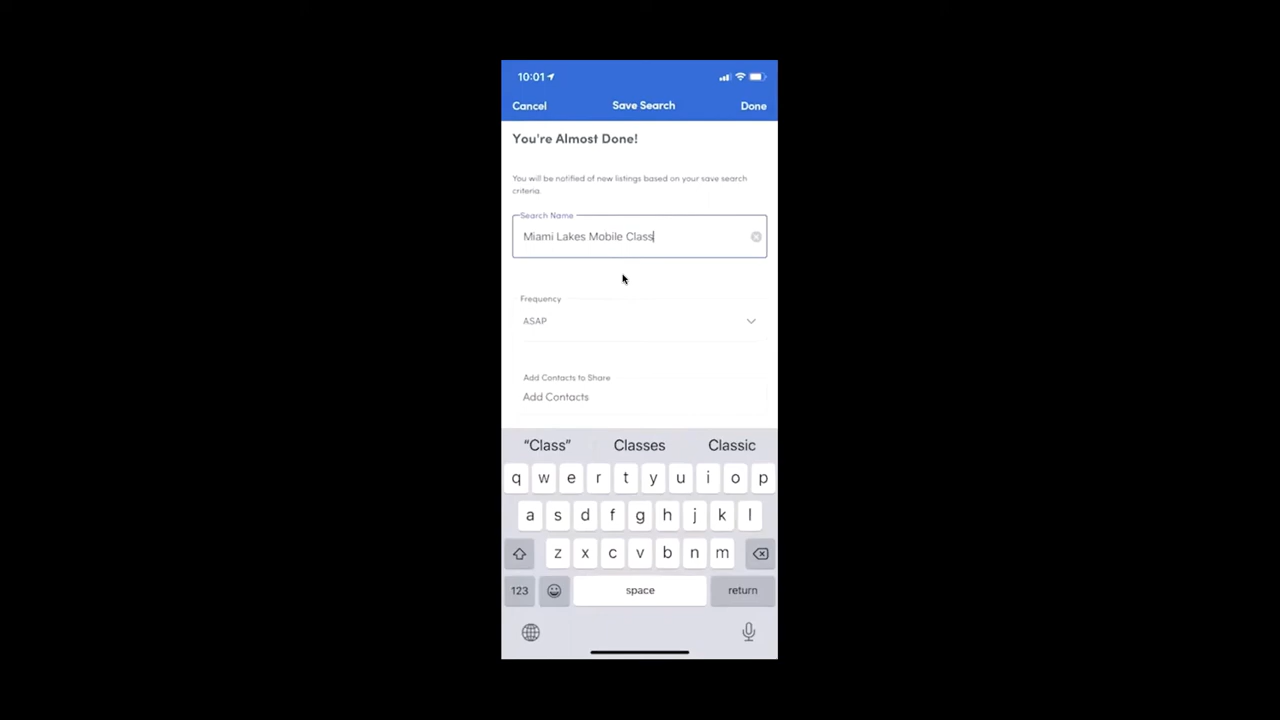 10:01
Cancel Save Search Done
You're Almost Done!
You will be notified of new listings based on your save search
criteria.
Search Name
Miami Lakes Mobile Class
Frequency
ASAP
Add Contacts to Share
Add Contacts
“Class” Classes Classic
q w e r t y u i o p
a s d f g h j k l
z x c v b n m
123 space return